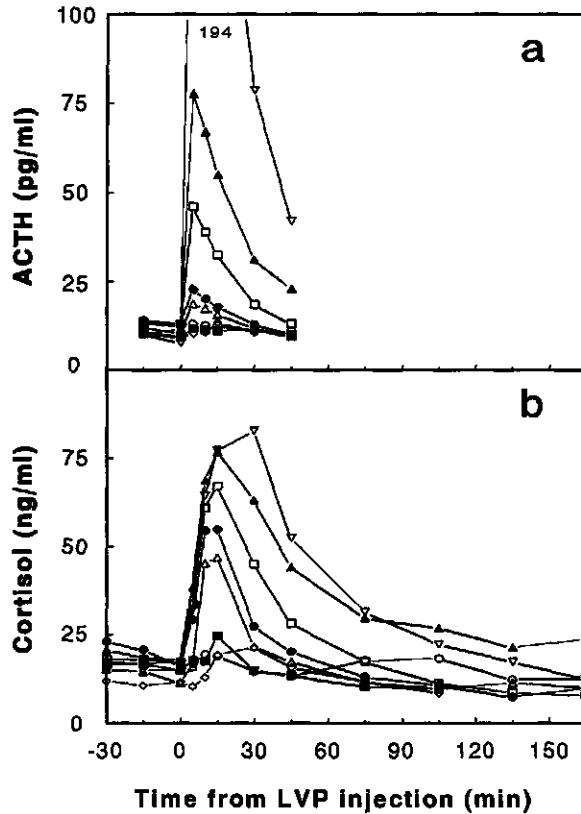 100
194
a
75
ACTH (pg/ml)
50
25
0
b
75
Cortisol (ng/ml)
50
25
0
-30 0 30 60 90 120 150
Time from LVP injection (min)